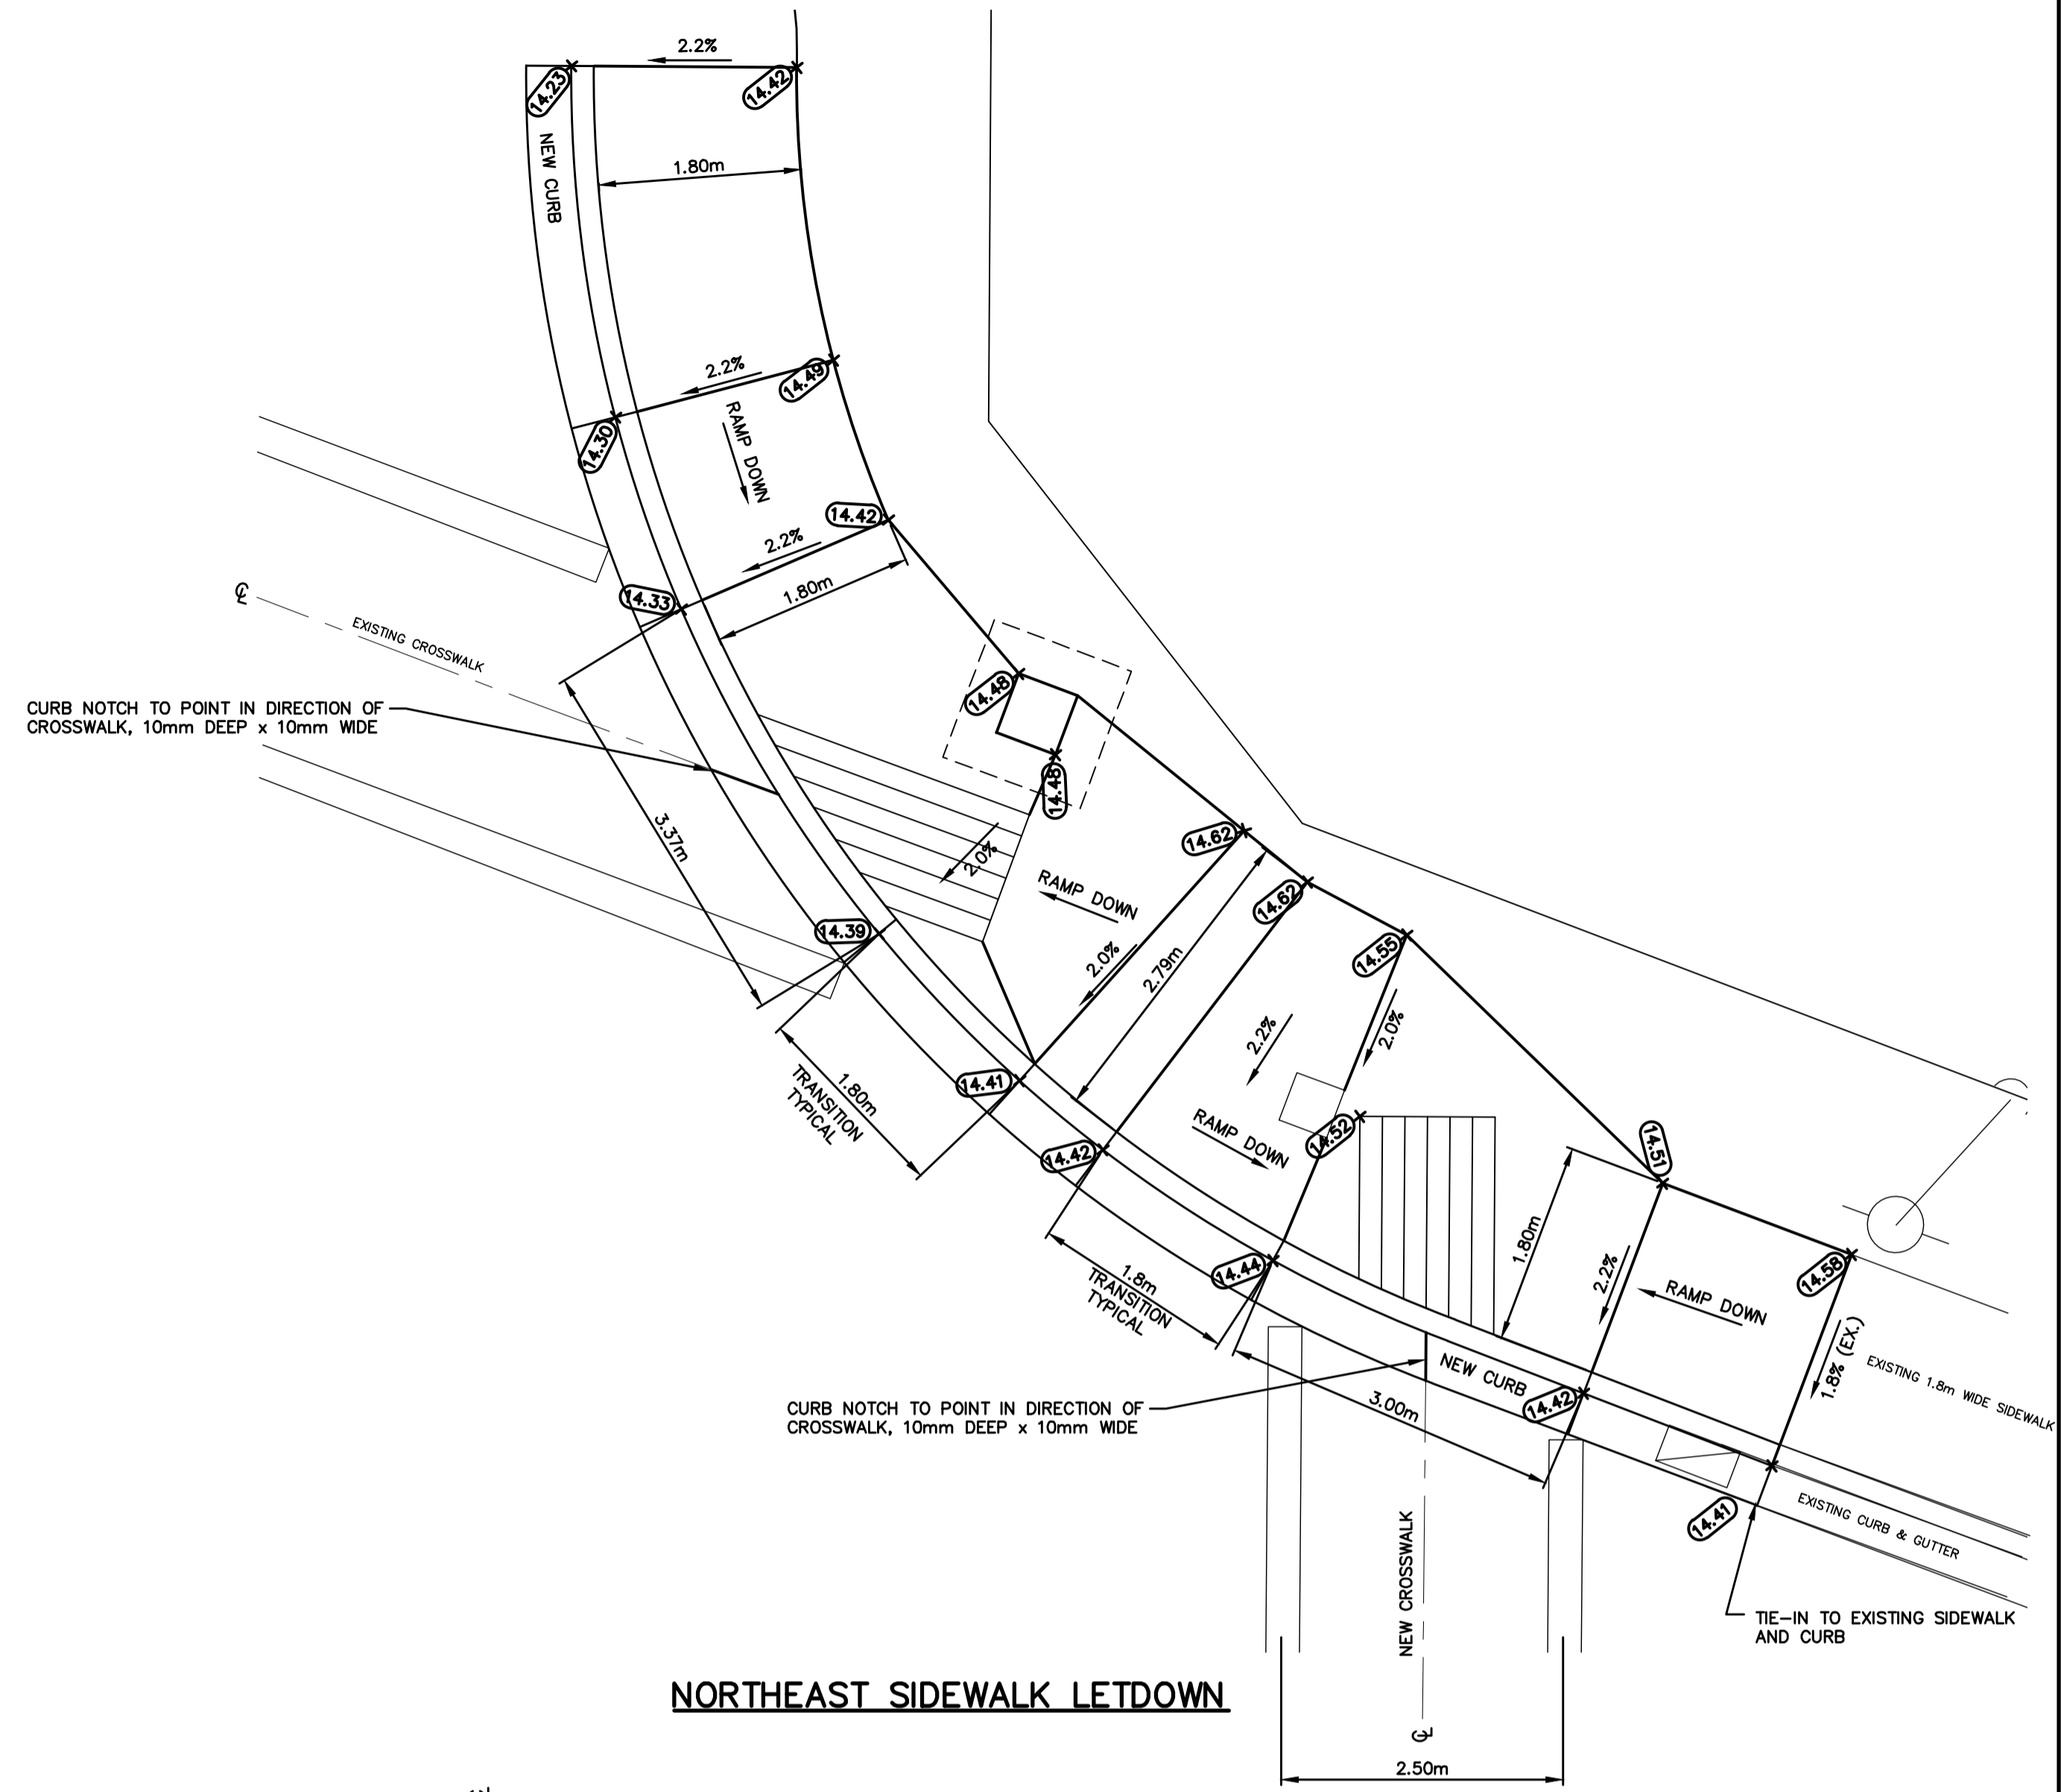 2.2%
14.23
14.42
NEW CURB
1.80m
2.2%
14.49
14.30
RAMP DOWN
14.42
2.2%
14.33
1.80m
℄
EXISTING CROSSWALK
14.48
CURB NOTCH TO POINT IN DIRECTION OF
CROSSWALK, 10mm DEEP x 10mm WIDE
14.48
3.37m
2.0%
14.62
RAMP DOWN
14.62
14.39
2.0%
2.79m
14.55
2.2%
2.0%
14.41
1.80m
TRANSITION
TYPICAL
14.52
RAMP DOWN
14.51
14.42
1.80m
14.44
1.8m
TRANSITION
TYPICAL
2.2%
RAMP DOWN
14.58
1.8% (EX.)
EXISTING 1.8m WIDE SIDEWALK
NEW CURB
14.42
3.00m
CURB NOTCH TO POINT IN DIRECTION OF
CROSSWALK, 10mm DEEP x 10mm WIDE
14.41
EXISTING CURB & GUTTER
NEW CROSSWALK
TIE-IN TO EXISTING SIDEWALK
AND CURB
NORTHEAST SIDEWALK LETDOWN
℄
2.50m